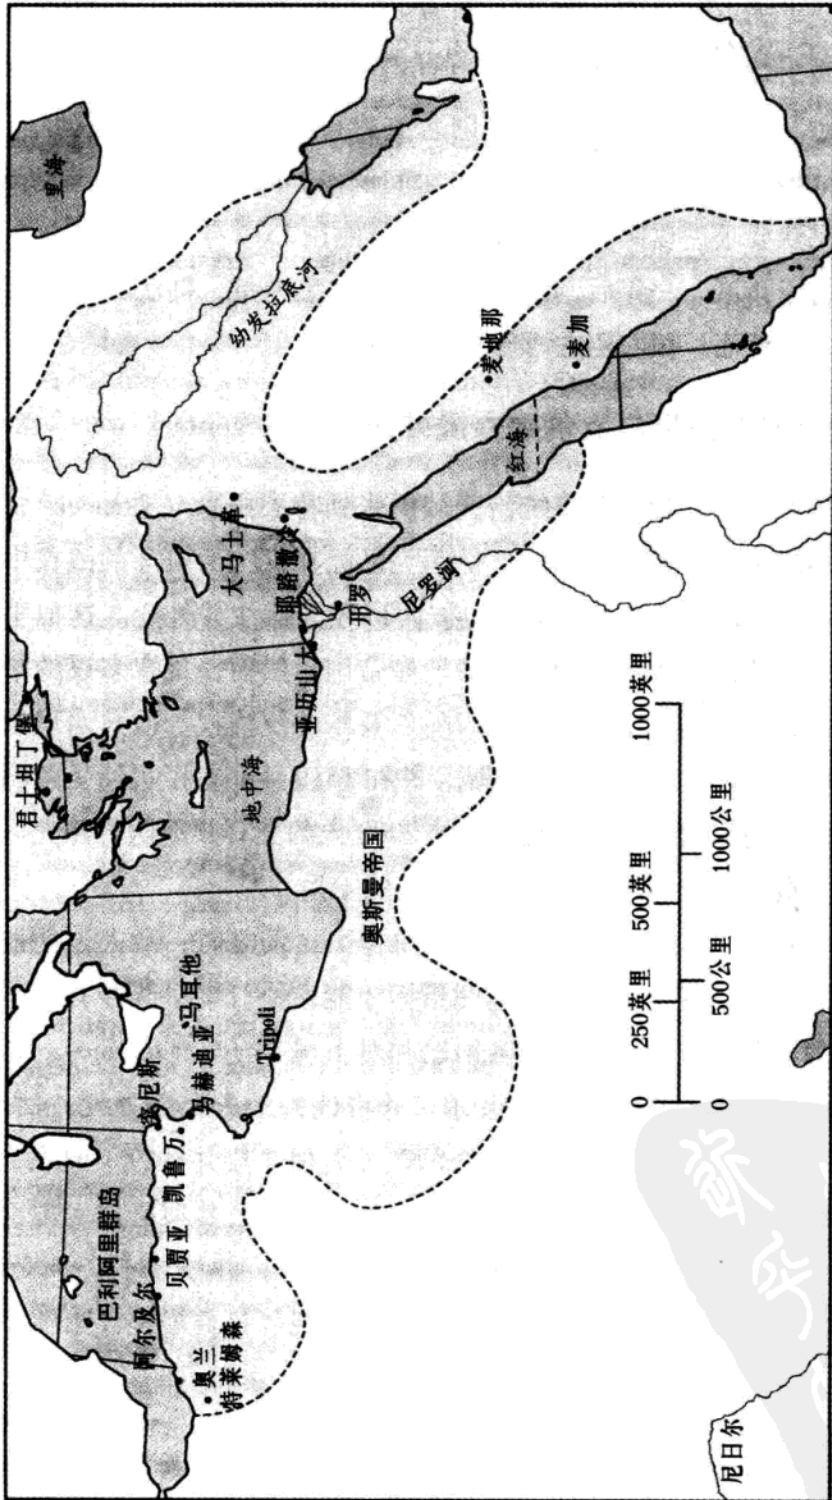 里海
幼发拉底河
麦地那
麦加
红海
大马士革
耶路撒冷
开罗
尼罗河
亚历山大
君士坦丁堡
地中海
奥斯曼帝国
马耳他
马赫迪亚
Tripoli
突尼斯
凯鲁万
贝贾亚
巴利阿里群岛
阿尔及尔
奥兰
特莱姆森
尼日尔
0 250英里 500英里 1000英里
0 500公里 1000公里